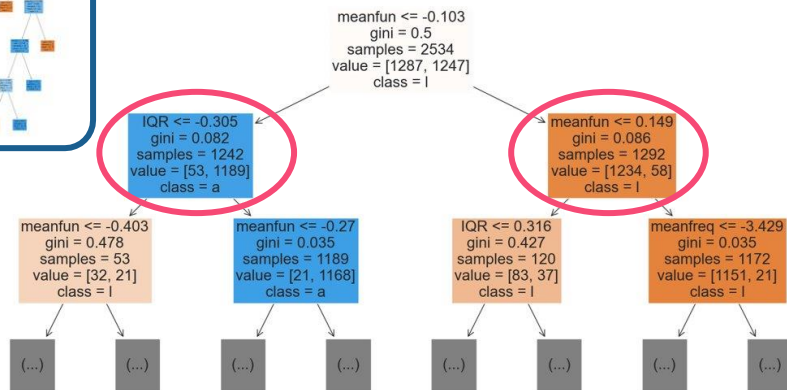 meanfun <= -0.103
gini = 0.5
samples = 2534
value = [1287, 1247]
class = l
IQR <= -0.305
gini = 0.082
samples = 1242
value = [53, 1189]
class = a
meanfun <= 0.149
gini = 0.086
samples = 1292
value = [1234, 58]
class = l
meanfun <= -0.403
gini = 0.478
samples = 53
value = [32, 21]
class = l
meanfun <= -0.27
gini = 0.035
samples = 1189
value = [21, 1168]
class = a
IQR <= 0.316
gini = 0.427
samples = 120
value = [83, 37]
class = l
meanfreq <= -3.429
gini = 0.035
samples = 1172
value = [1151, 21]
class = l
(...)
(...)
(...)
(...)
(...)
(...)
(...)
(...)